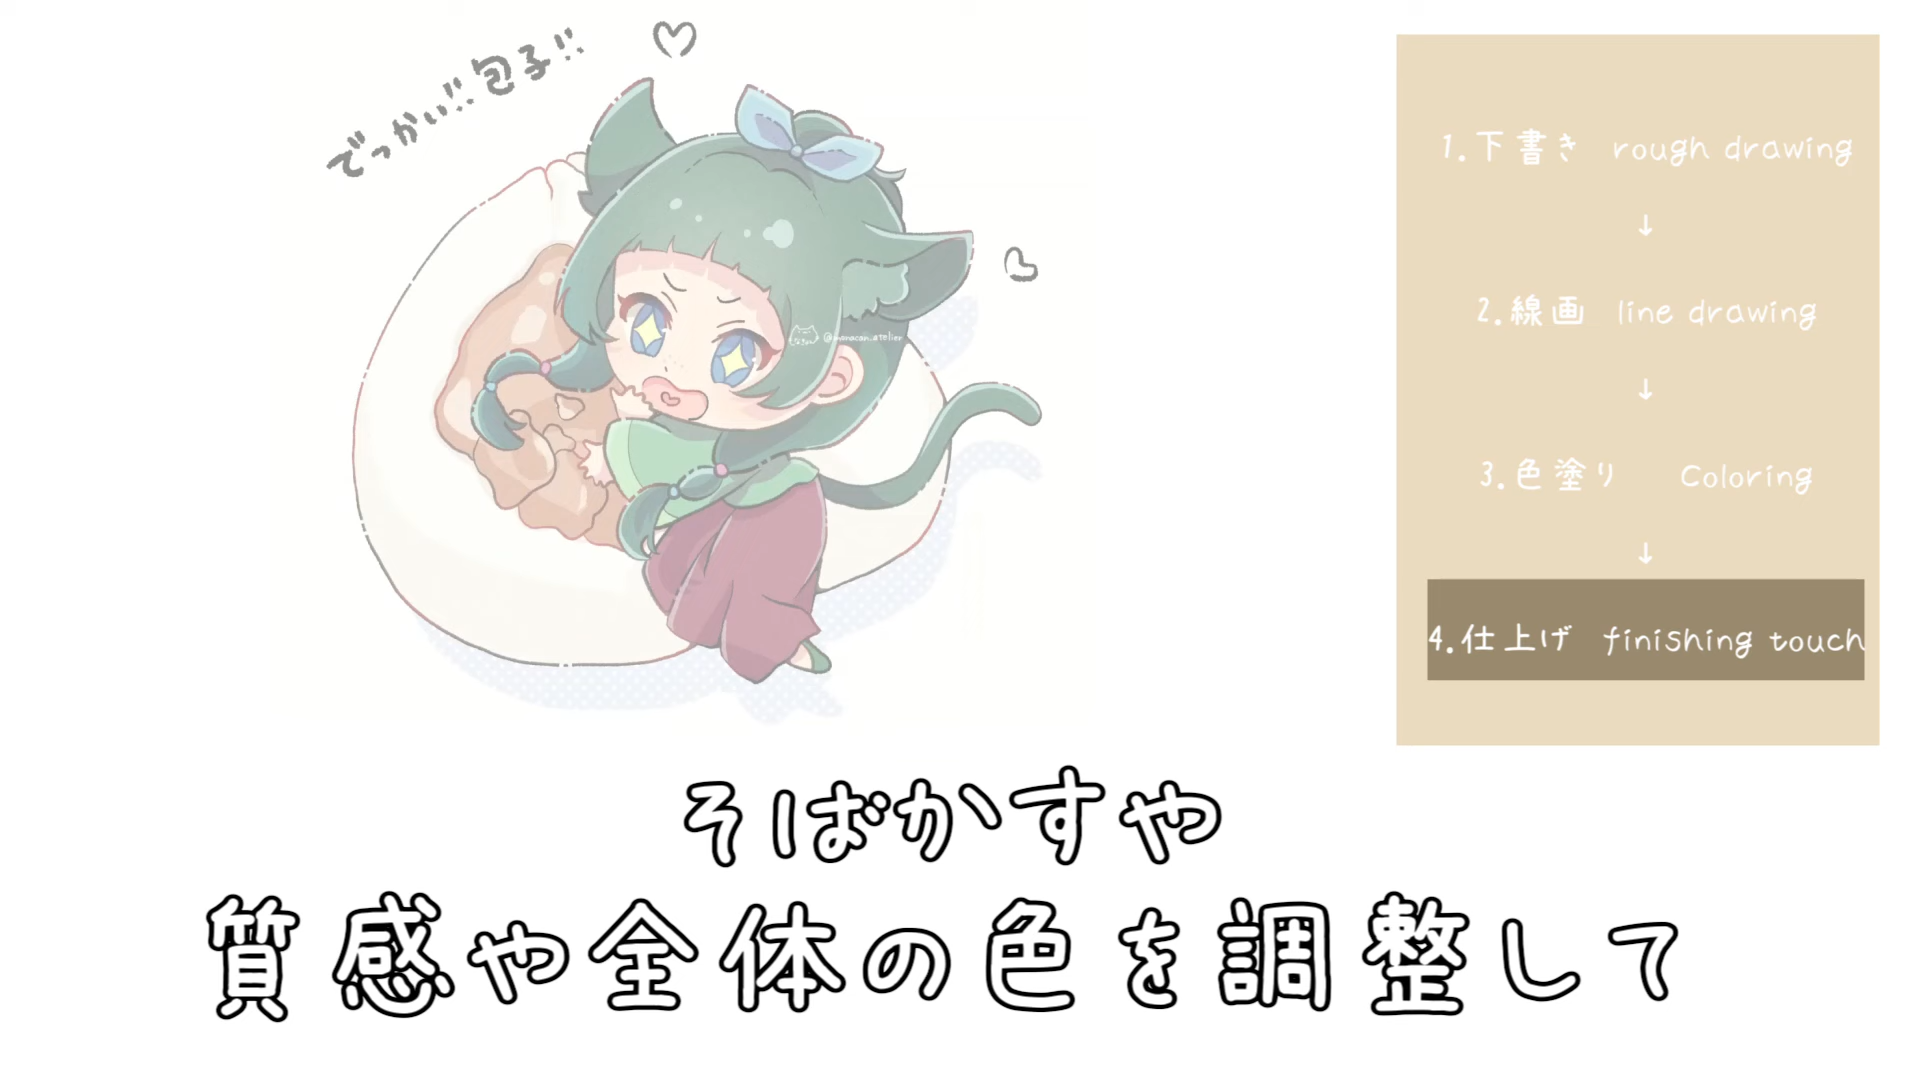 でっかい!!包子!!
@manacan.atelier
1.下書き rough drawing
↓
2.線画 line drawing
↓
3.色塗り Coloring
↓
4.仕上げ finishing touch
そばかすや
質感や全体の色を調整して